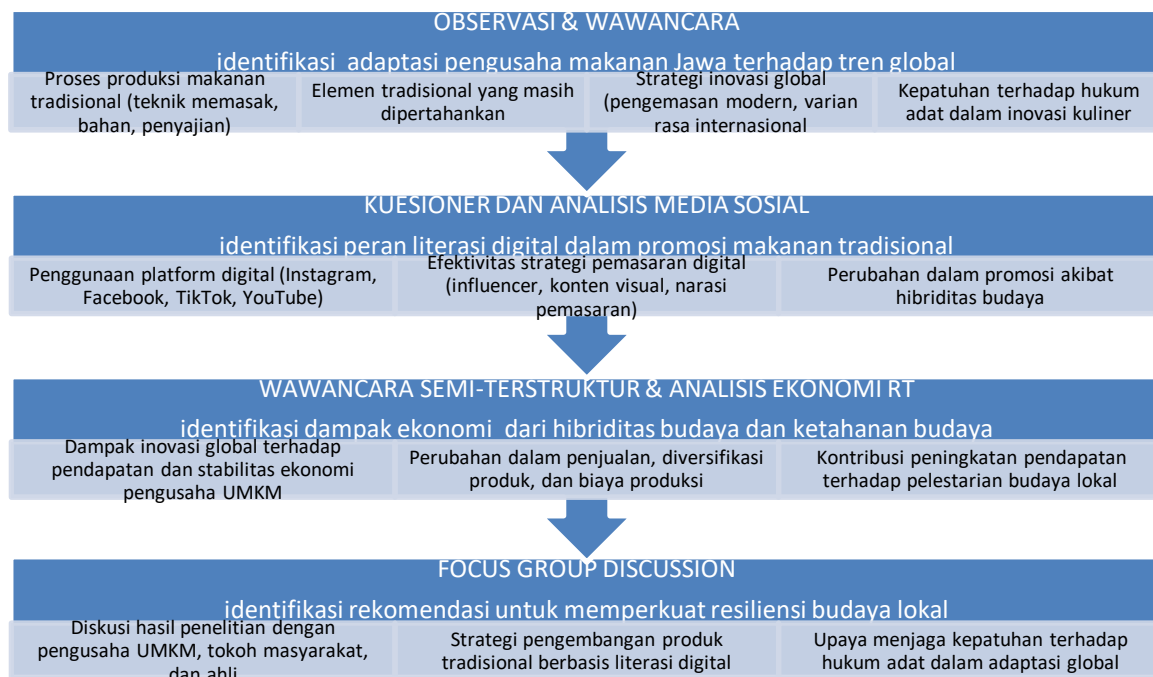 OBSERVASI & WAWANCARA
identifikasi adaptasi pengusaha makanan Jawa terhadap tren global
Proses produksi makanan
tradisional (teknik memasak,
bahan, penyajian)
Elemen tradisional yang masih
dipertahankan
Strategi inovasi global
(pengemasan modern, varian
rasa internasional
Kepatuhan terhadap hukum
adat dalam inovasi kuliner
KUESIONER DAN ANALISIS MEDIA SOSIAL
identifikasi peran literasi digital dalam promosi makanan tradisional
Penggunaan platform digital (Instagram,
Facebook, TikTok, YouTube)
Efektivitas strategi pemasaran digital
(influencer, konten visual, narasi
pemasaran)
Perubahan dalam promosi akibat
hibriditas budaya
WAWANCARA SEMI-TERSTRUKTUR & ANALISIS EKONOMI RT
identifikasi dampak ekonomi dari hibriditas budaya dan ketahanan budaya
Dampak inovasi global terhadap
pendapatan dan stabilitas ekonomi
pengusaha UMKM
Perubahan dalam penjualan, diversifikasi
produk, dan biaya produksi
Kontribusi peningkatan pendapatan
terhadap pelestarian budaya lokal
FOCUS GROUP DISCUSSION
identifikasi rekomendasi untuk memperkuat resiliensi budaya lokal
Diskusi hasil penelitian dengan
pengusaha UMKM, tokoh masyarakat,
dan ahli
Strategi pengembangan produk
tradisional berbasis literasi digital
Upaya menjaga kepatuhan terhadap
hukum adat dalam adaptasi global